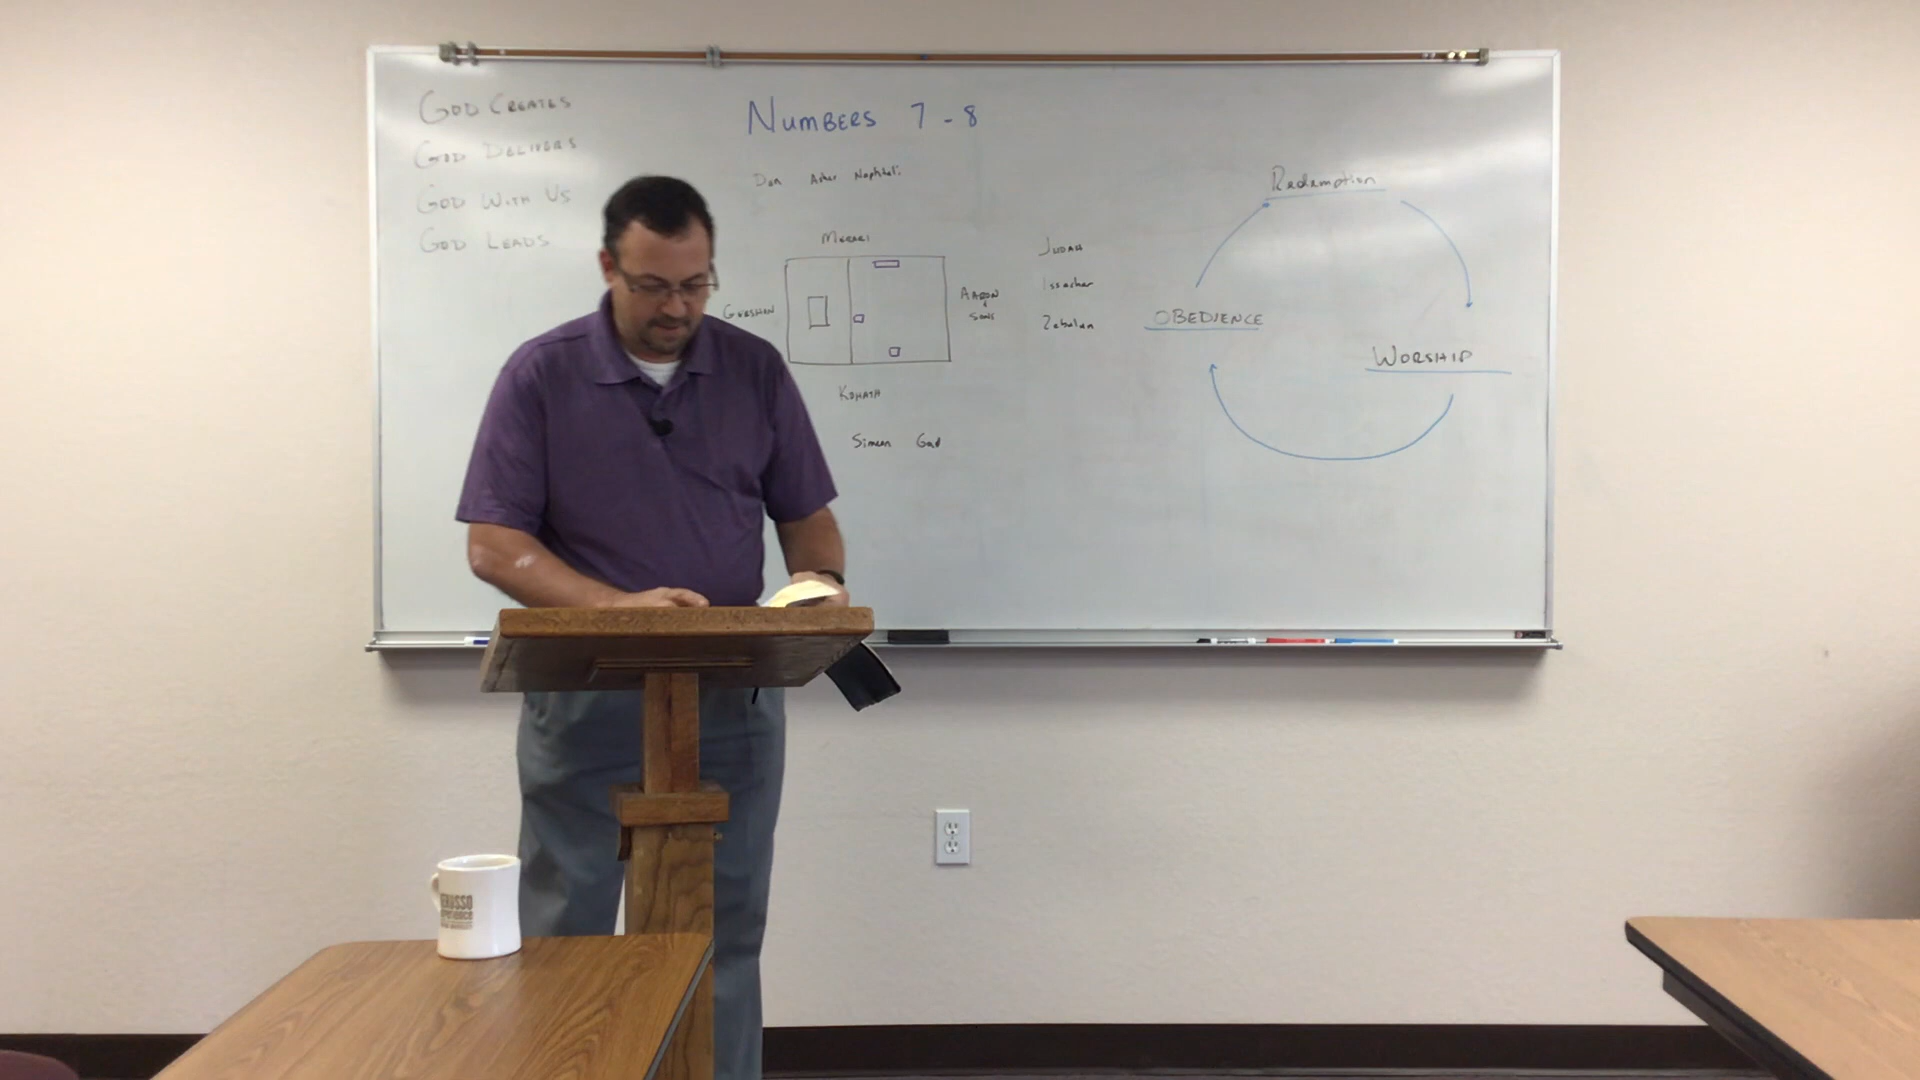 GOD CREATES
GOD DELIVERS
GOD WITH US
GOD LEADS
NUMBERS 7-8
Dan Asher Naphtali
MERARI
GERSHON
AARON
&
SONS
KOHATH
Simeon Gad
JUDAH
Issachar
Zebulun
Redemption
OBEDIENCE
WORSHIP